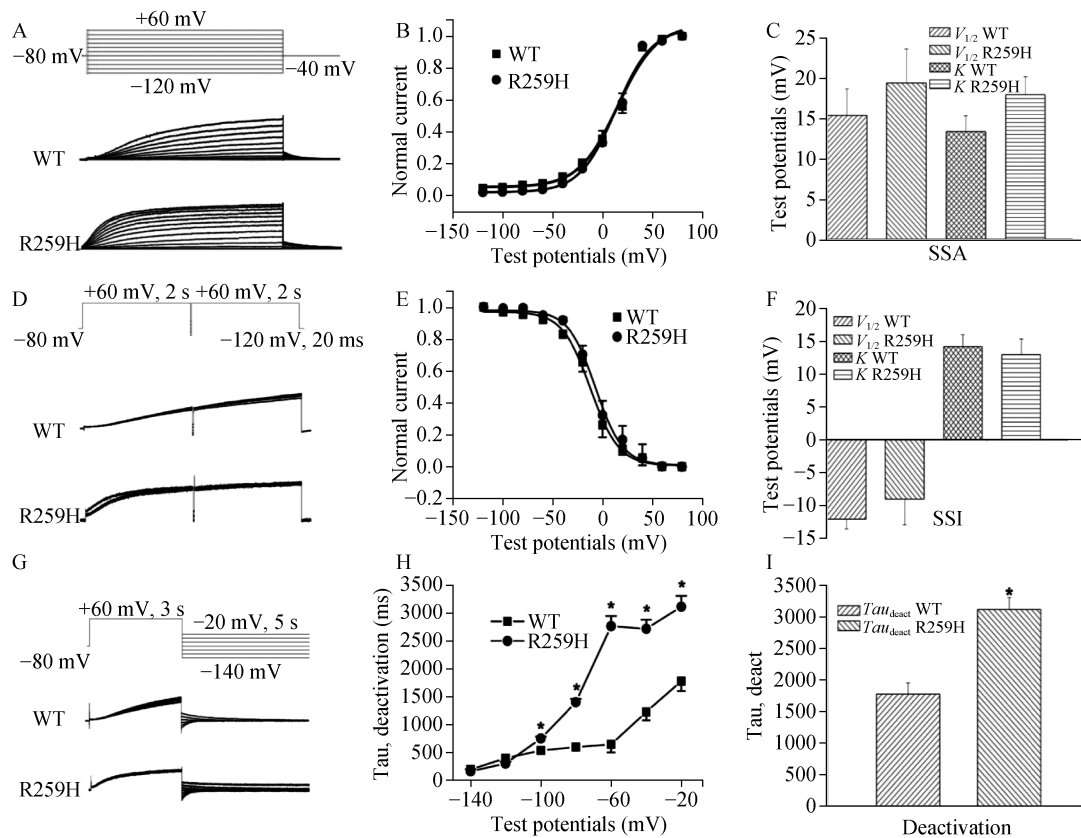 A
+60 mV
−80 mV
−40 mV
−120 mV
WT
R259H
B
WT
R259H
Normal current
1.0
0.8
0.6
0.4
0.2
0.0
−150 −100 −50 0 50 100
Test potentials (mV)
C
V1/2 WT
V1/2 R259H
K WT
K R259H
Test potentials (mV)
25
20
15
10
5
0
SSA
D
+60 mV, 2 s +60 mV, 2 s
−80 mV
−120 mV, 20 ms
WT
R259H
E
WT
R259H
Normal current
1.0
0.8
0.6
0.4
0.2
0.0
−0.2
−150 −100 −50 0 50 100
Test potentials (mV)
F
V1/2 WT
V1/2 R259H
K WT
K R259H
Test potentials (mV)
20
15
10
5
0
−5
−10
−15
SSI
G
+60 mV, 3 s
−20 mV, 5 s
−80 mV
−140 mV
WT
R259H
H
WT
R259H
Tau, deactivation (ms)
3500
3000
2500
2000
1500
1000
500
0
* * * * *
−140 −100 −60 −20
Test potentials (mV)
I
Taudeact WT
Taudeact R259H
*
Tau, deact
3500
3000
2500
2000
1500
1000
500
0
Deactivation